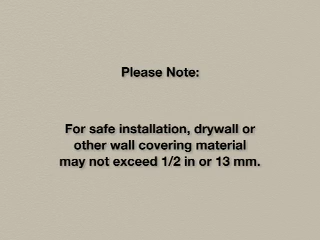 Please Note:
For safe installation, drywall or
other wall covering material
may not exceed 1/2 in or 13 mm.